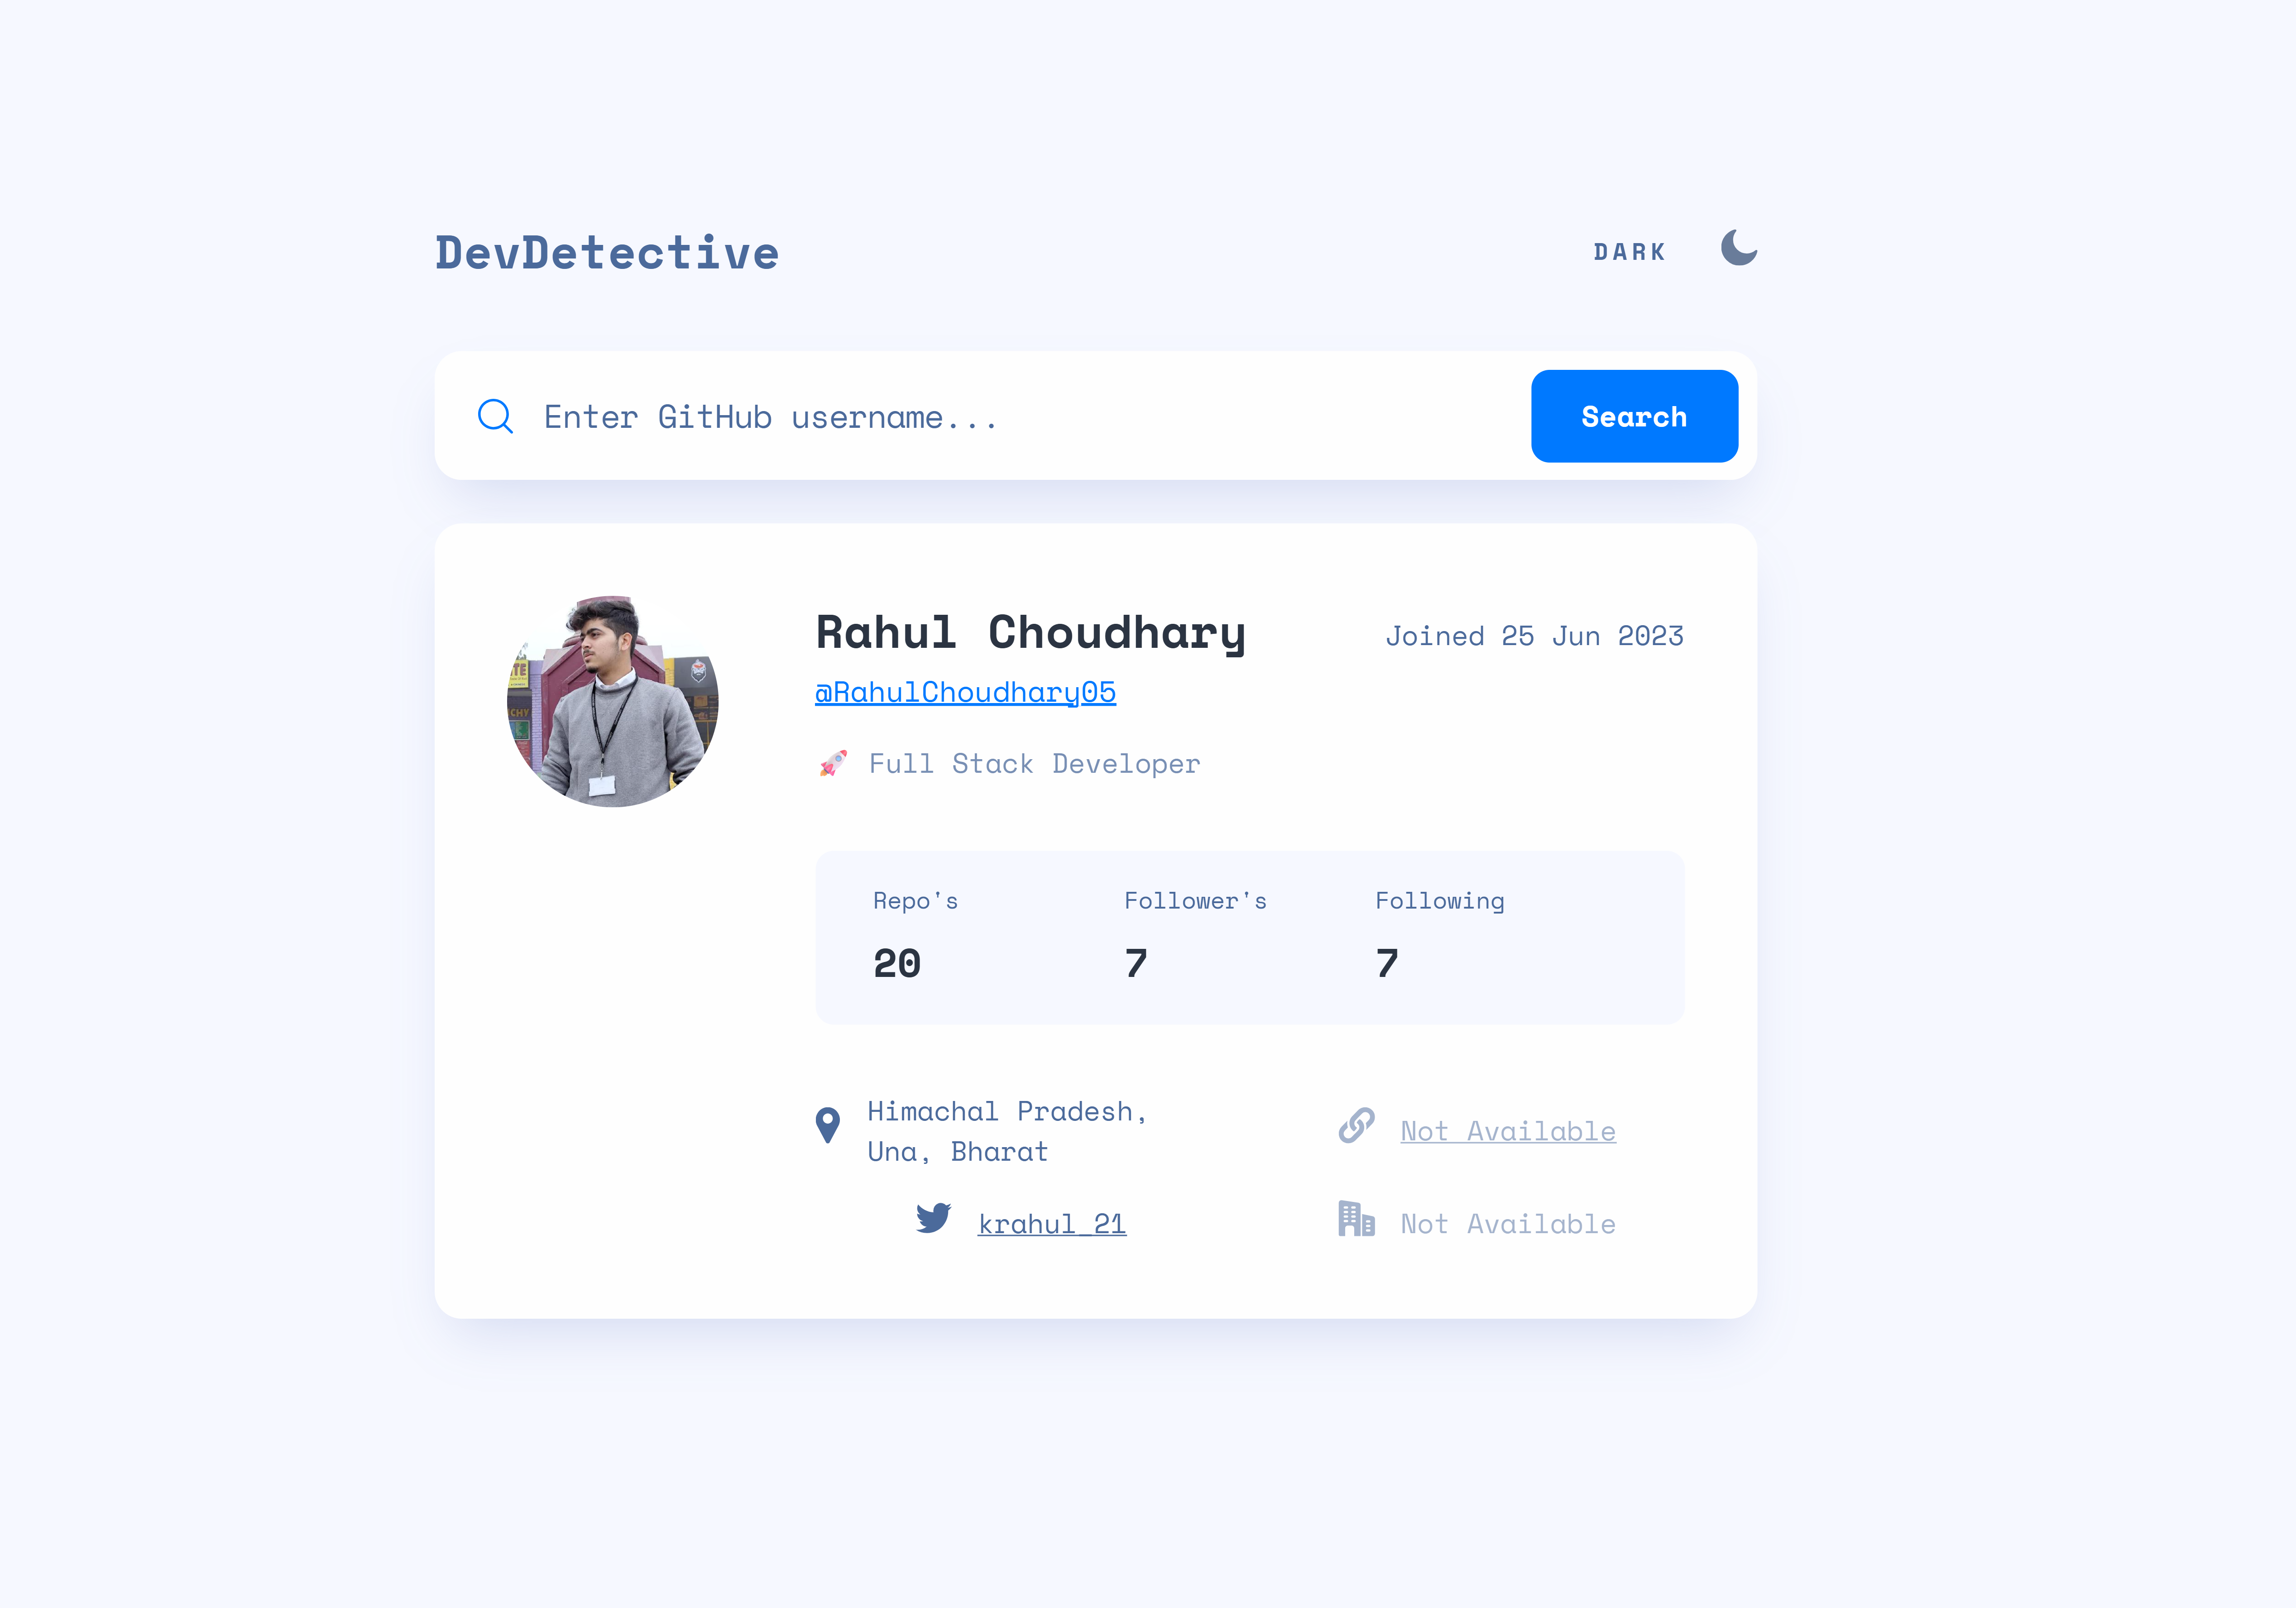 DevDetective
DARK
Enter GitHub username...
Search
Rahul Choudhary
Joined 25 Jun 2023
@RahulChoudhary05
🚀 Full Stack Developer
Repo's
Follower's
Following
20
7
7
Himachal Pradesh,
Una, Bharat
Not Available
krahul_21
Not Available